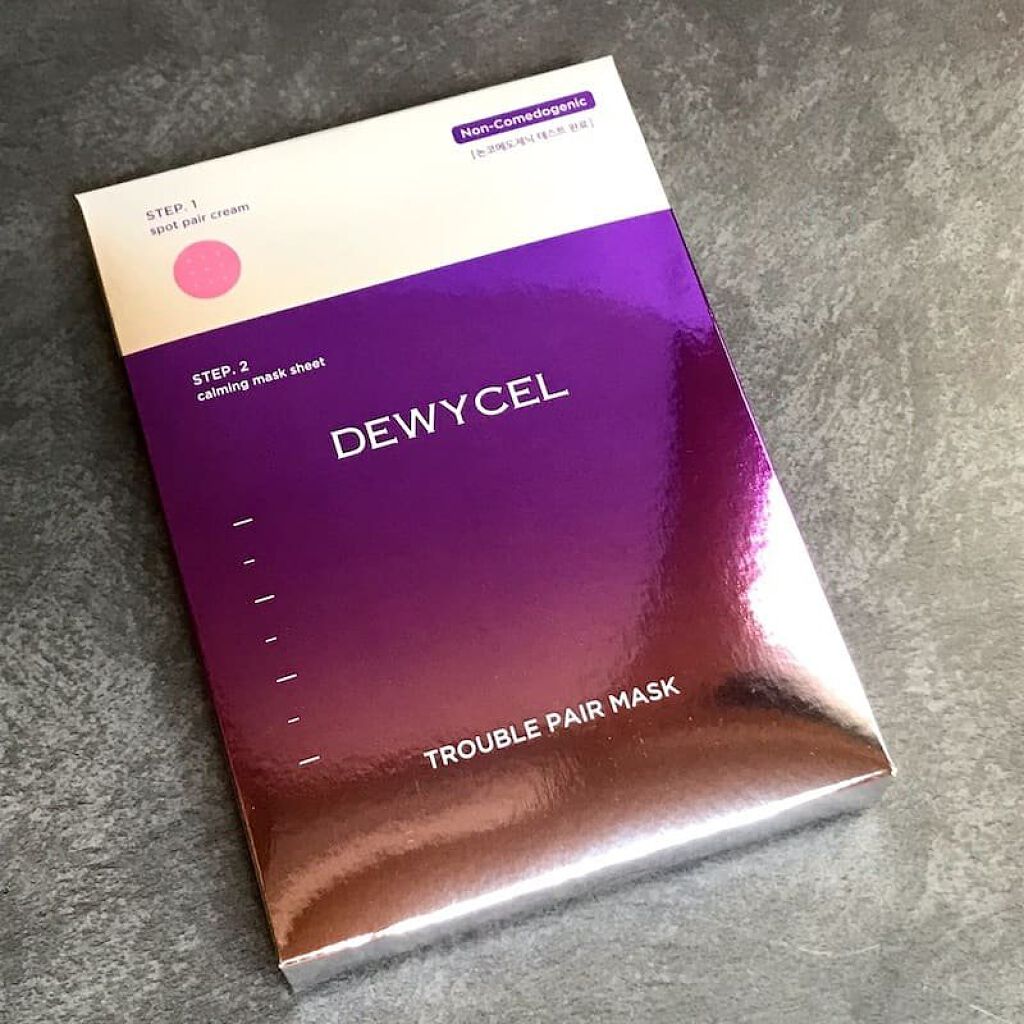 Non-Comedogenic
[논코메도제닉 테스트 완료]
STEP. 1
spot pair cream
STEP. 2
calming mask sheet
DEWYCEL
TROUBLE PAIR MASK